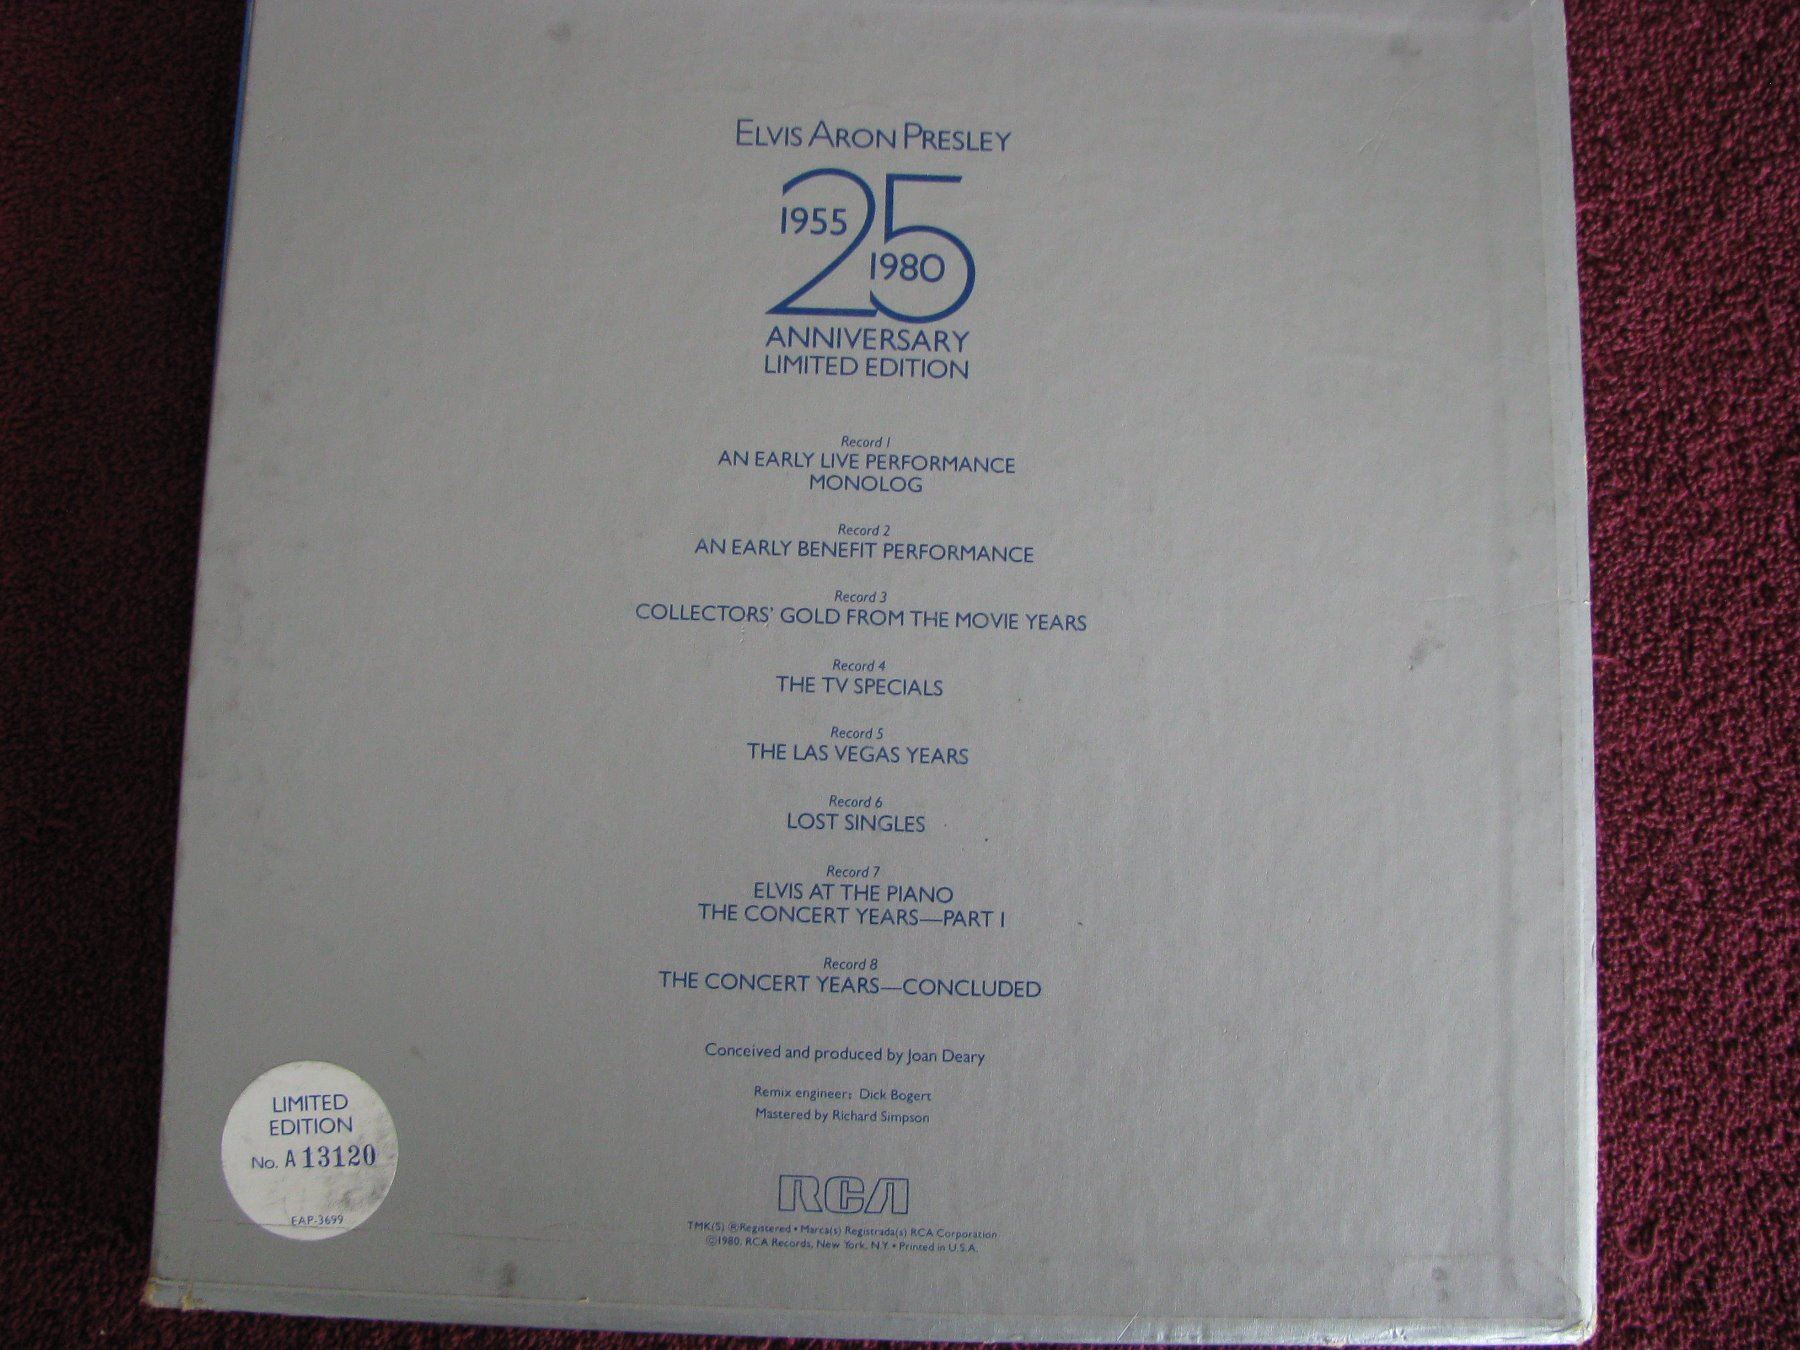 ELVIS ARON PRESLEY
25
1955
1980
ANNIVERSARY
LIMITED EDITION
Record 1
AN EARLY LIVE PERFORMANCE
MONOLOG
Record 2
AN EARLY BENEFIT PERFORMANCE
Record 3
COLLECTORS' GOLD FROM THE MOVIE YEARS
Record 4
THE TV SPECIALS
Record 5
THE LAS VEGAS YEARS
Record 6
LOST SINGLES
Record 7
ELVIS AT THE PIANO
THE CONCERT YEARS—PART 1
Record 8
THE CONCERT YEARS—CONCLUDED
Conceived and produced by Joan Deary
Remix engineer: Dick Bogert
Mastered by Richard Simpson
RCA
TMK(S) ®Registered • Marca(s) Registrada(s) RCA Corporation
©1980, RCA Records, New York, N.Y. • Printed in U.S.A.
LIMITED
EDITION
No. A 13120
EAP-3699